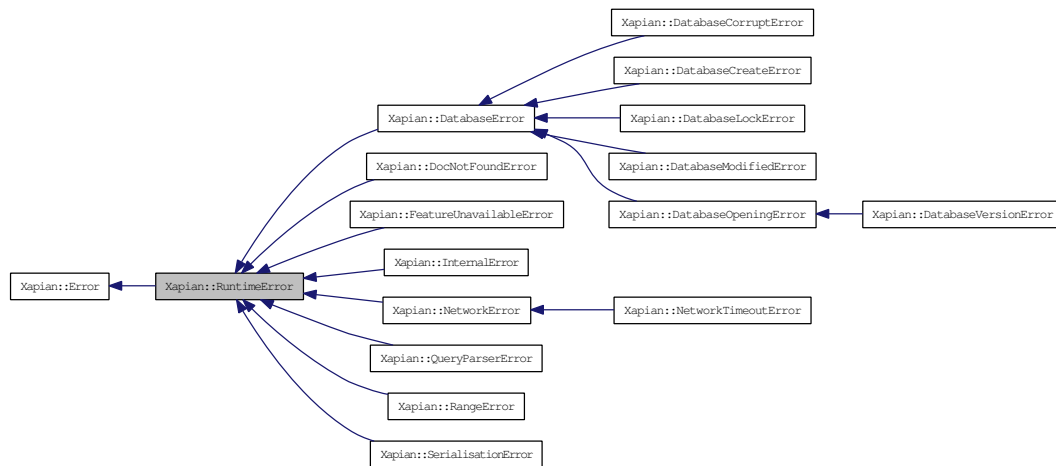 Xapian::DatabaseCorruptError
Xapian::DatabaseCreateError
Xapian::DatabaseError
Xapian::DatabaseLockError
Xapian::DocNotFoundError
Xapian::DatabaseModifiedError
Xapian::FeatureUnavailableError
Xapian::DatabaseOpeningError
Xapian::DatabaseVersionError
Xapian::InternalError
Xapian::Error
Xapian::RuntimeError
Xapian::NetworkError
Xapian::NetworkTimeoutError
Xapian::QueryParserError
Xapian::RangeError
Xapian::SerialisationError